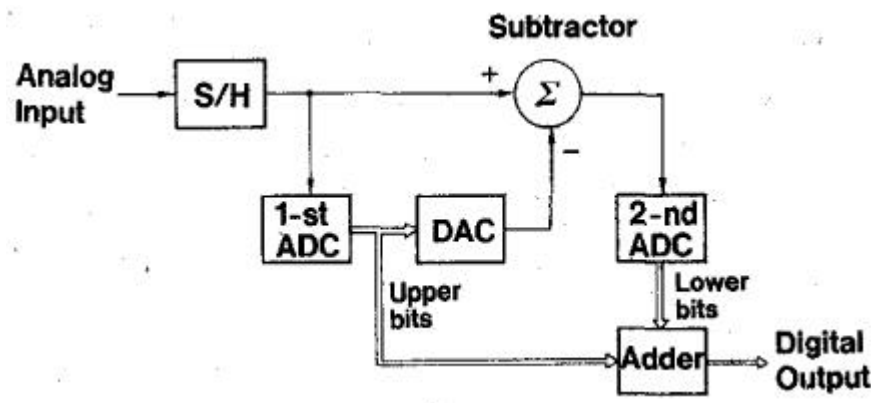 Subtractor
Analog
Input
S/H
+
Σ
−
1-st
ADC
DAC
2-nd
ADC
Upper
bits
Lower
bits
Adder
Digital
Output